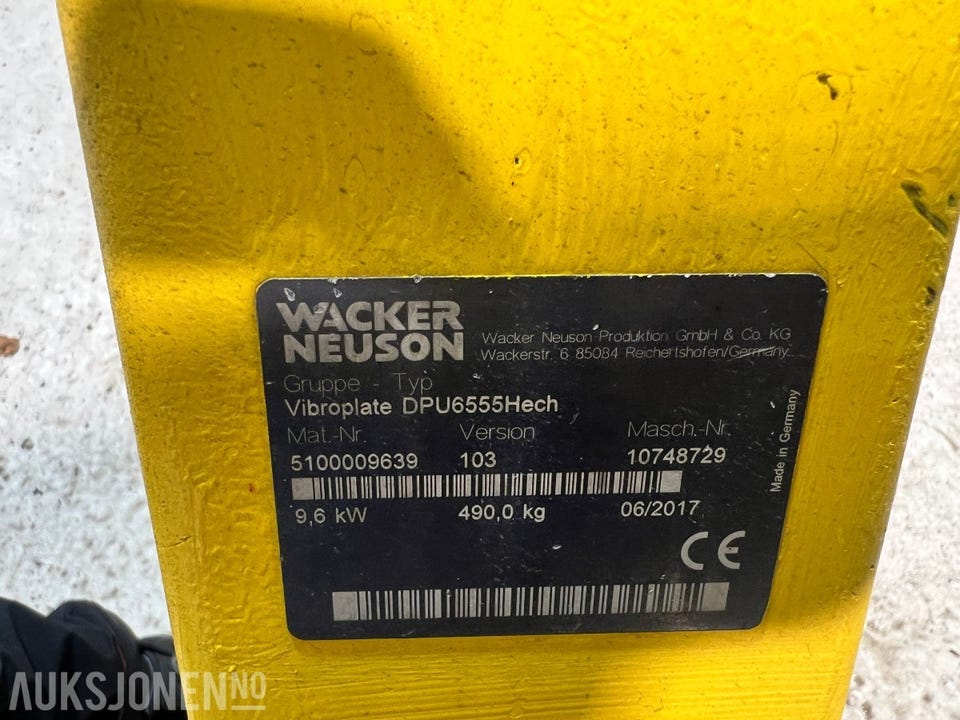 WACKER
NEUSON
Wacker Neuson Produktion GmbH & Co. KG
Wackerstr. 6 85084 Reichertshofen/Germany
Gruppe - Typ
Vibroplate DPU6555Hech
Mat.-Nr. Version Masch.-Nr.
5100009639 103 10748729
9,6 kW 490,0 kg 06/2017
Made in Germany
CE
AUKSJONEN.NO